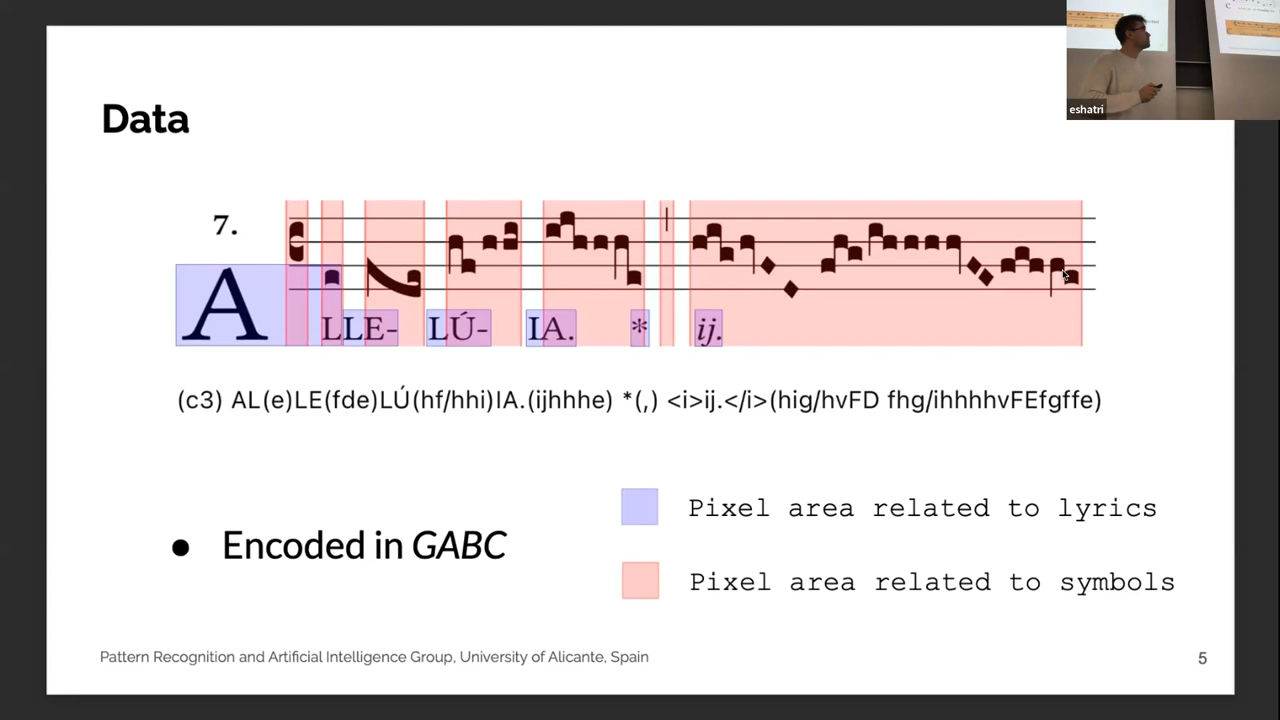 eshatri
Data
7.
ALLE- LÚ- IA. * ij.
(c3) AL(e)LE(fde)LÚ(hf/hhi)IA.(ijhhhe) *(,) <i>ij.</i>(hig/hvFD fhg/ihhhhvFEfgffe)
Pixel area related to lyrics
● Encoded in GABC
Pixel area related to symbols
Pattern Recognition and Artificial Intelligence Group, University of Alicante, Spain
5